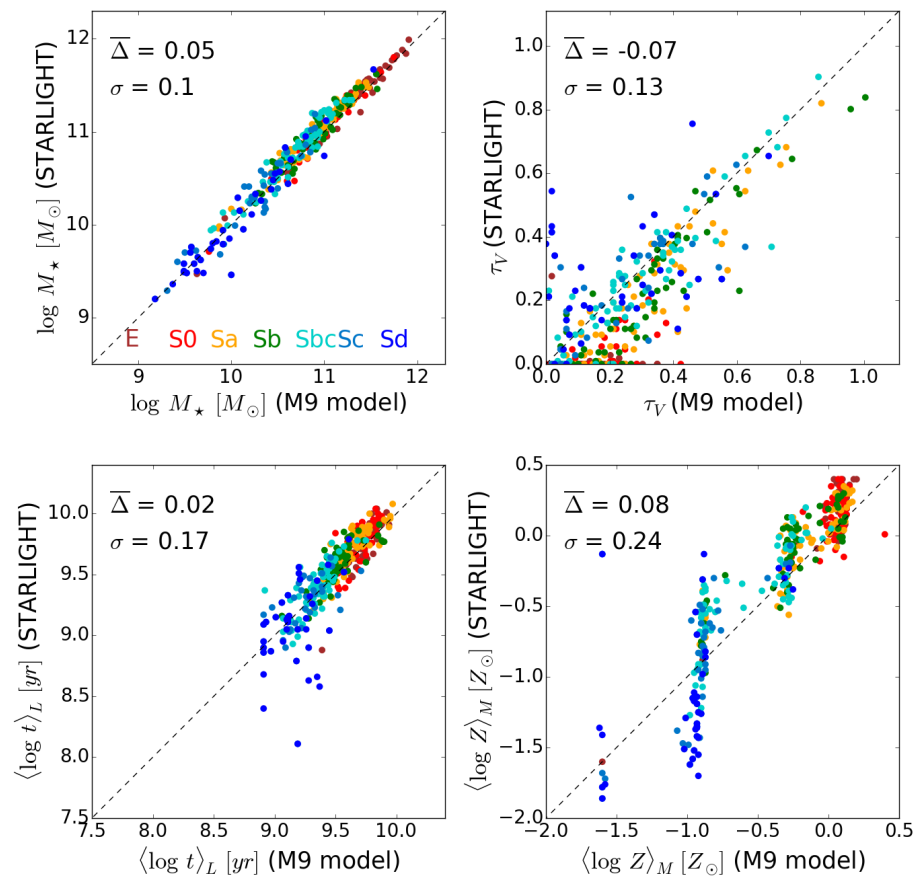 12
11
10
9
9
10
11
12
Δ̅ = 0.05
σ = 0.1
E S0 Sa Sb Sbc Sc Sd
log M⋆ [M⊙] (STARLIGHT)
log M⋆ [M⊙] (M9 model)
1.0
0.8
0.6
0.4
0.2
0.0
0.0
0.2
0.4
0.6
0.8
1.0
Δ̅ = -0.07
σ = 0.13
τV (STARLIGHT)
τV (M9 model)
10.0
9.5
9.0
8.5
8.0
7.5
7.5
8.0
8.5
9.0
9.5
10.0
Δ̅ = 0.02
σ = 0.17
⟨log t⟩L [yr] (STARLIGHT)
⟨log t⟩L [yr] (M9 model)
0.5
0.0
−0.5
−1.0
−1.5
−2.0
−2.0
−1.5
−1.0
−0.5
0.0
0.5
Δ̅ = 0.08
σ = 0.24
⟨log Z⟩M [Z⊙] (STARLIGHT)
⟨log Z⟩M [Z⊙] (M9 model)